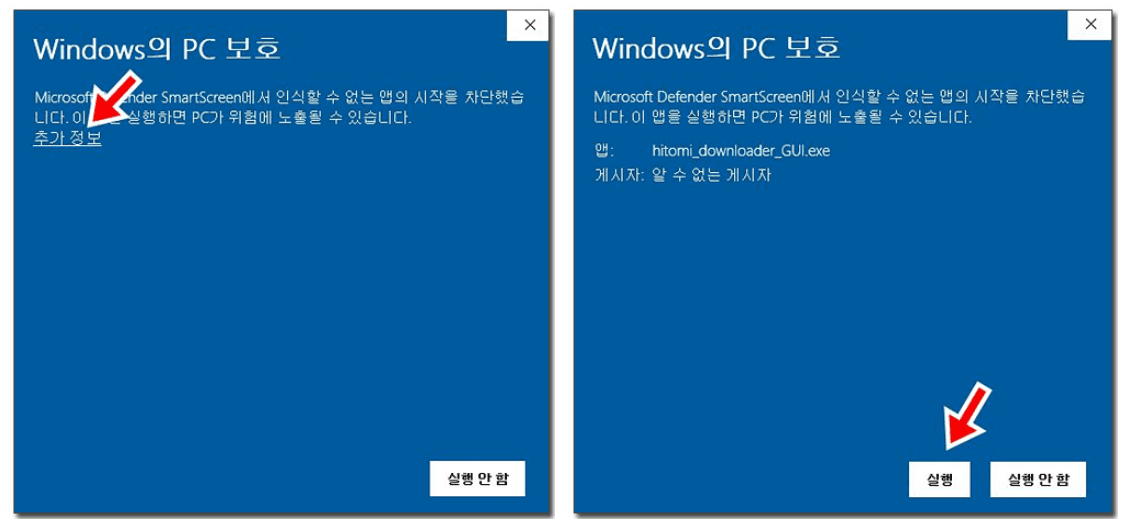 Windows의 PC 보호
Microsoft Defender SmartScreen에서 인식할 수 없는 앱의 시작을 차단했습
니다. 이 실행하면 PC가 위험에 노출될 수 있습니다.
추가 정보
실행 안 함
Windows의 PC 보호
Microsoft Defender SmartScreen에서 인식할 수 없는 앱의 시작을 차단했습
니다. 이 앱을 실행하면 PC가 위험에 노출될 수 있습니다.
앱: hitomi_downloader_GUI.exe
게시자: 알 수 없는 게시자
실행
실행 안 함